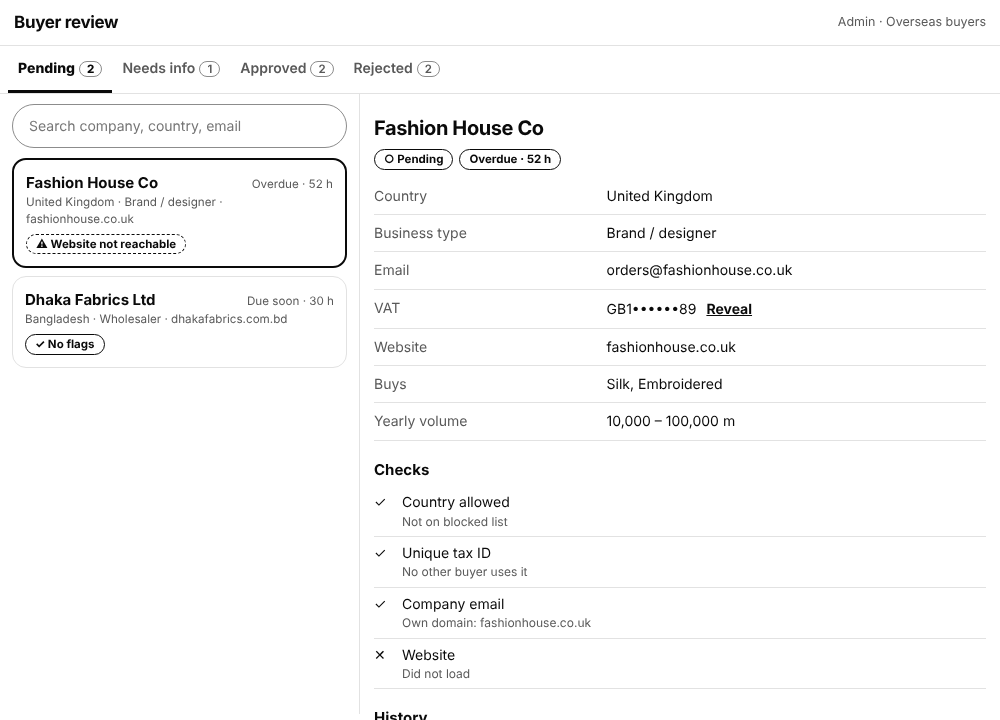 Buyer review
Admin · Overseas buyers
Pending 2
Needs info 1
Approved 2
Rejected 2
Search company, country, email
Fashion House Co
Overdue · 52 h
United Kingdom · Brand / designer ·
fashionhouse.co.uk
⚠ Website not reachable
Dhaka Fabrics Ltd
Due soon · 30 h
Bangladesh · Wholesaler · dhakafabrics.com.bd
✓ No flags
Fashion House Co
○ Pending
Overdue · 52 h
Country United Kingdom
Business type Brand / designer
Email orders@fashionhouse.co.uk
VAT GB1••••••89 Reveal
Website fashionhouse.co.uk
Buys Silk, Embroidered
Yearly volume 10,000 – 100,000 m
Checks
✓ Country allowed
Not on blocked list
✓ Unique tax ID
No other buyer uses it
✓ Company email
Own domain: fashionhouse.co.uk
✕ Website
Did not load
History